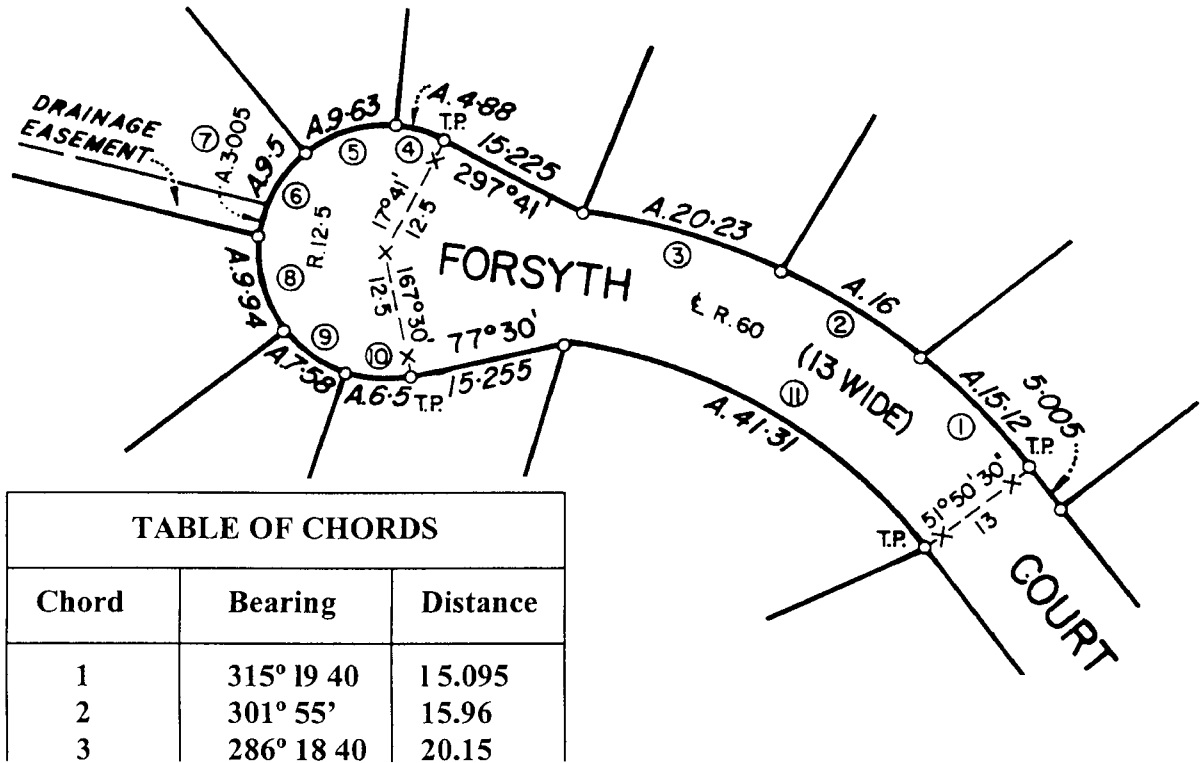 DRAINAGE
EASEMENT
⑦
A.3·005
A.9·5
A.9·63
A.4·88
T.P.
15·225
297°41'
④
⑤
⑥
17°41'
12·5
R.12·5
167°30'
12·5
⑧
A.9·94
⑨
A.7·58
⑩
A.6·5
T.P.
77°30'
15·255
FORSYTH
A.20·23
③
℄ R.60
A.16
②
(13 WIDE)
⑪
A.41·31
①
A.15·12
5·005
T.P.
51°50'30"
13
T.P.
COURT
TABLE OF CHORDS
Chord Bearing Distance
1 315° 19 40 15.095
2 301° 55’ 15.96
3 286° 18 40 20.15